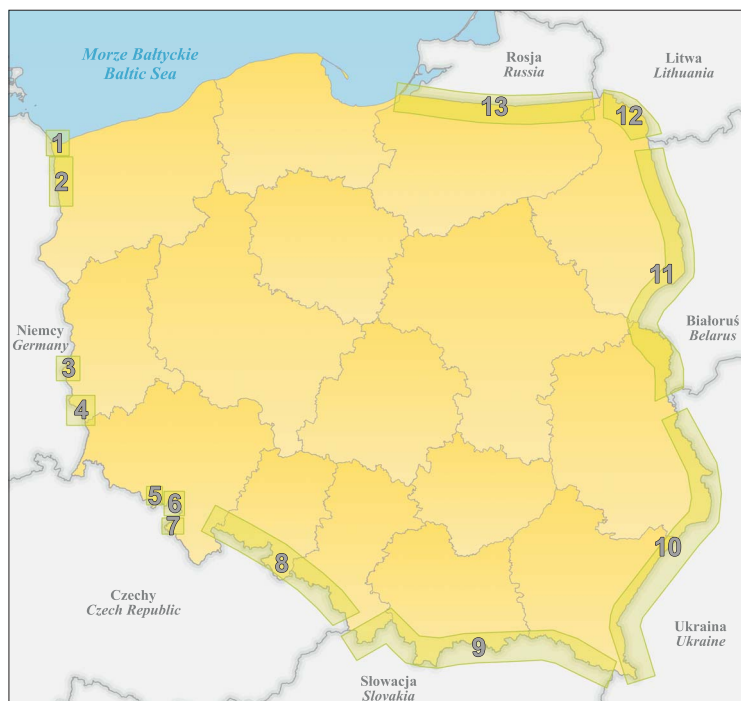 Morze Bałtyckie
Baltic Sea
Rosja
Russia
Litwa
Lithuania
13
12
1
2
11
Białoruś
Belarus
Niemcy
Germany
3
4
5
6
7
8
10
Czechy
Czech Republic
Ukraina
Ukraine
9
Słowacja
Slovakia